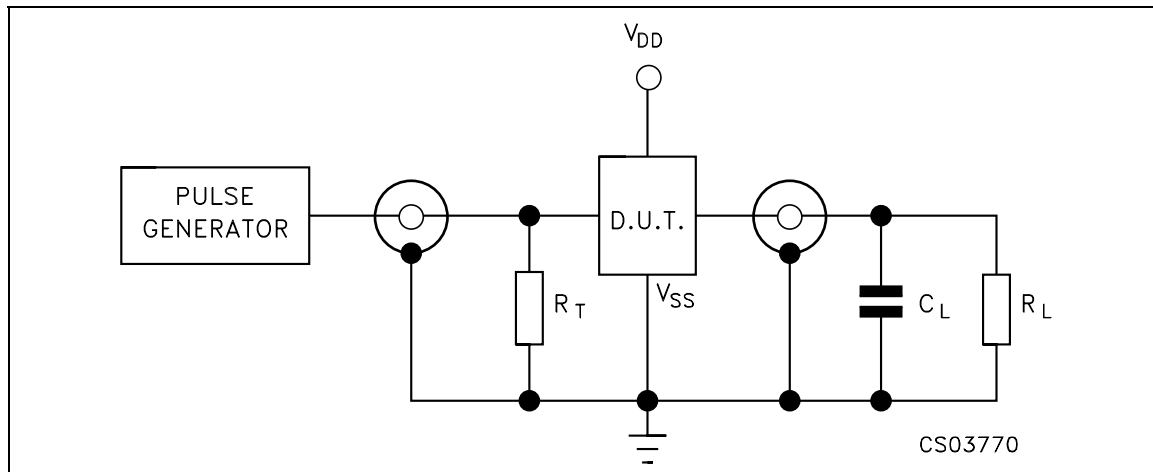 VDD
PULSE
GENERATOR
D.U.T.
VSS
RT
CL
RL
CS03770